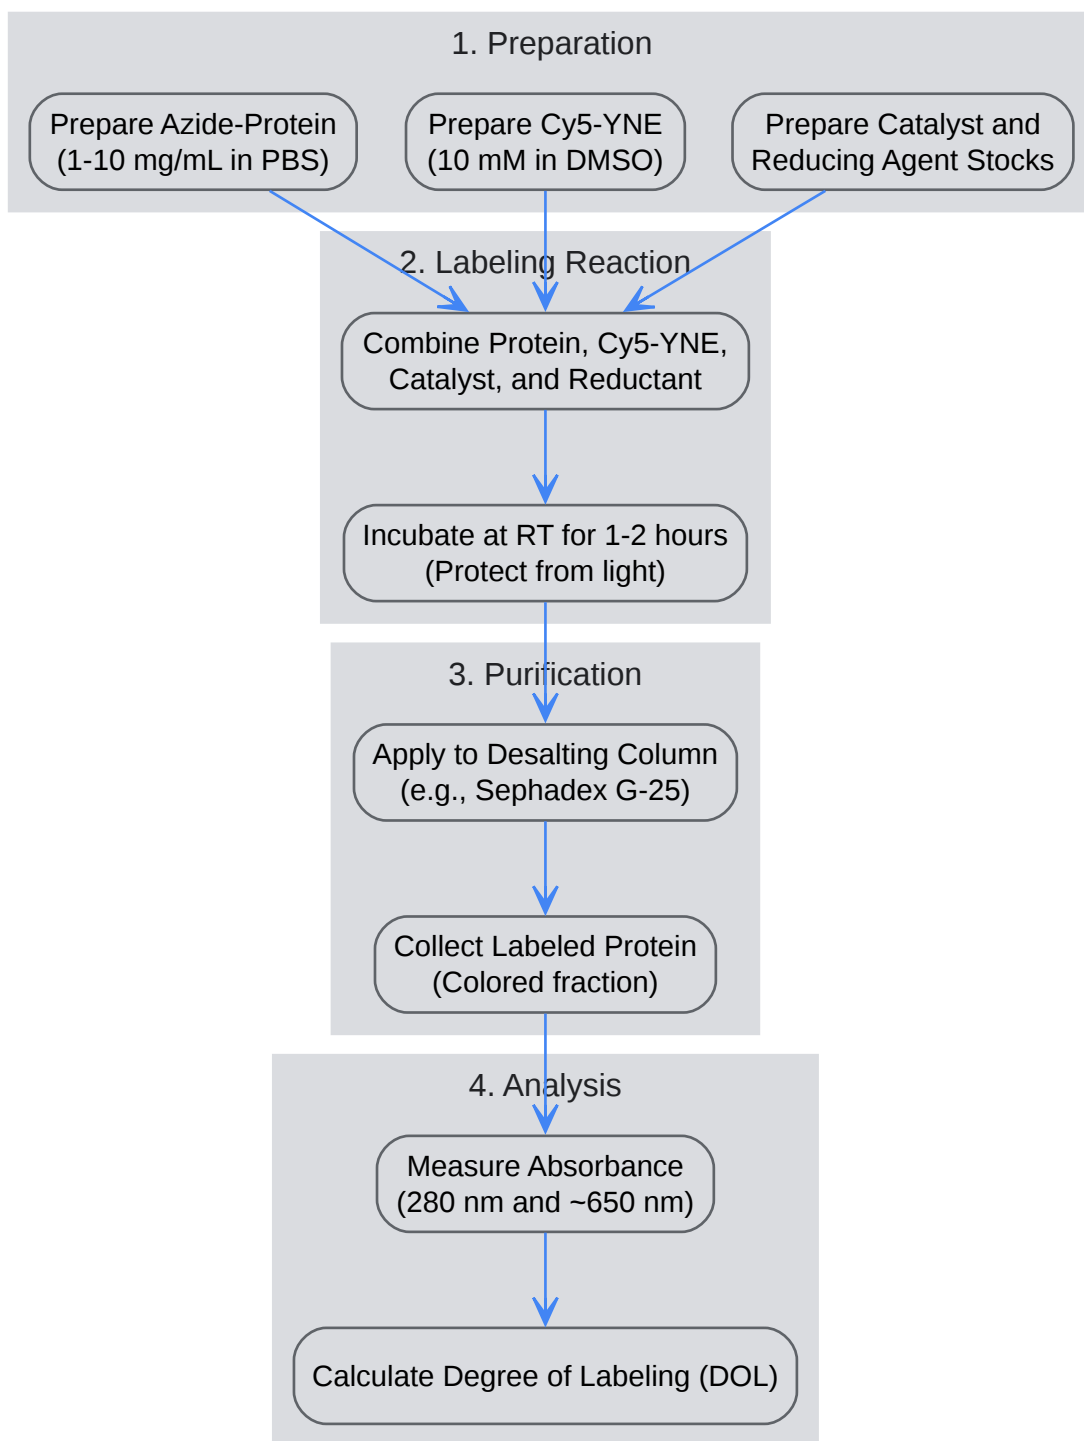 1. Preparation
Prepare Azide-Protein
(1-10 mg/mL in PBS)
Prepare Cy5-YNE
(10 mM in DMSO)
Prepare Catalyst and
Reducing Agent Stocks
2. Labeling Reaction
Combine Protein, Cy5-YNE,
Catalyst, and Reductant
Incubate at RT for 1-2 hours
(Protect from light)
3. Purification
Apply to Desalting Column
(e.g., Sephadex G-25)
Collect Labeled Protein
(Colored fraction)
4. Analysis
Measure Absorbance
(280 nm and ~650 nm)
Calculate Degree of Labeling (DOL)